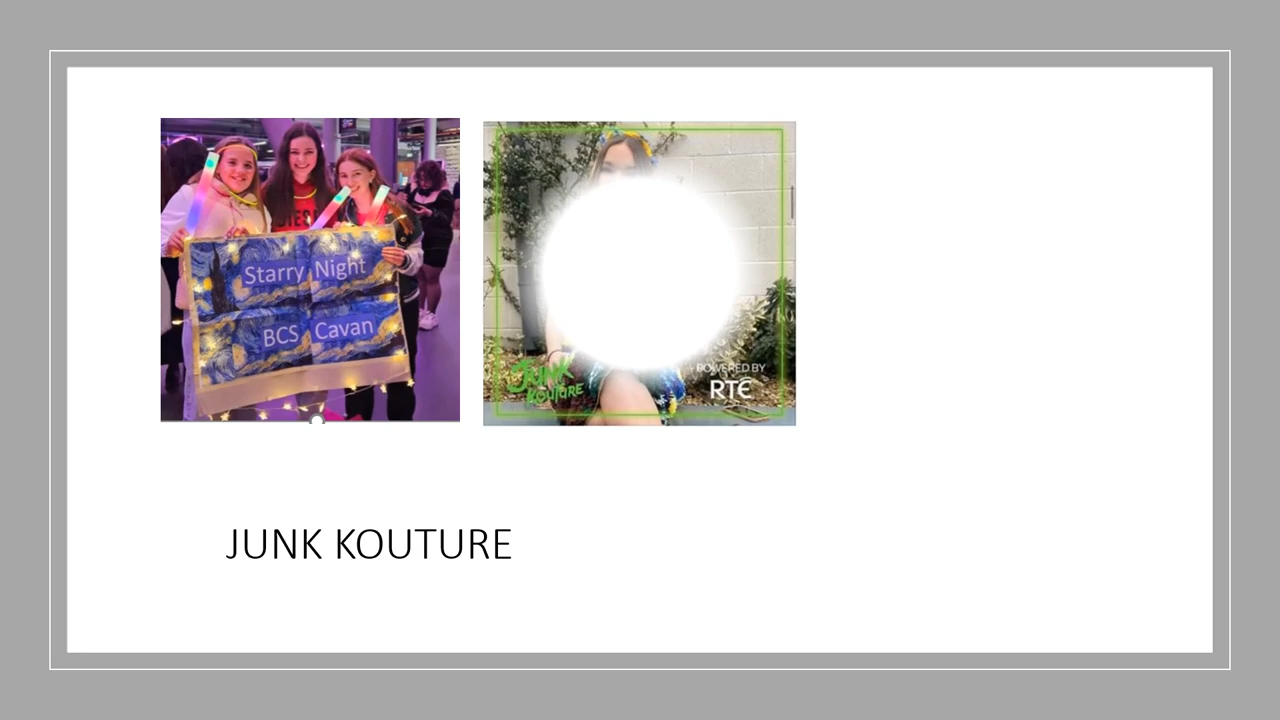 Starry Night
BCS Cavan
JUNK
KOUTURE
POWERED BY
RTÉ
JUNK KOUTURE